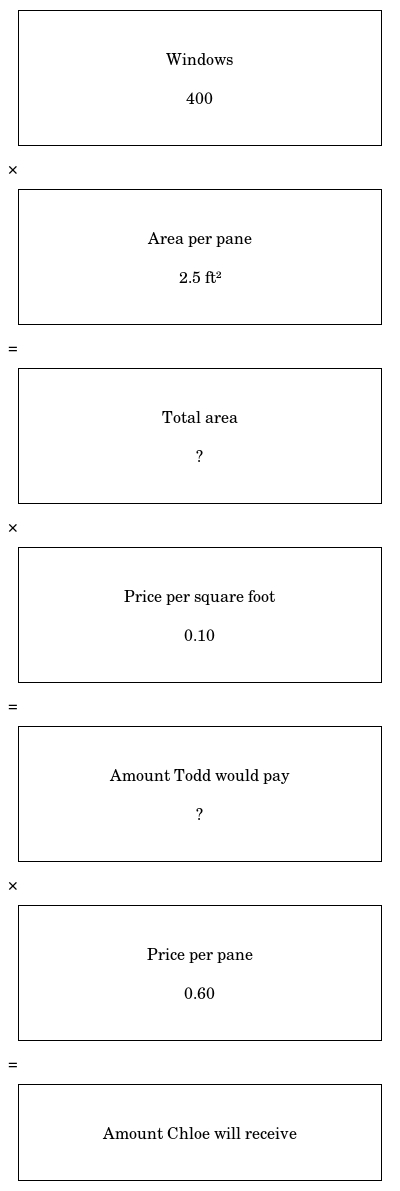 Windows
400
×
Area per pane
2.5 ft²
=
Total area
?
×
Price per square foot
0.10
=
Amount Todd would pay
?
×
Price per pane
0.60
=
Amount Chloe will receive